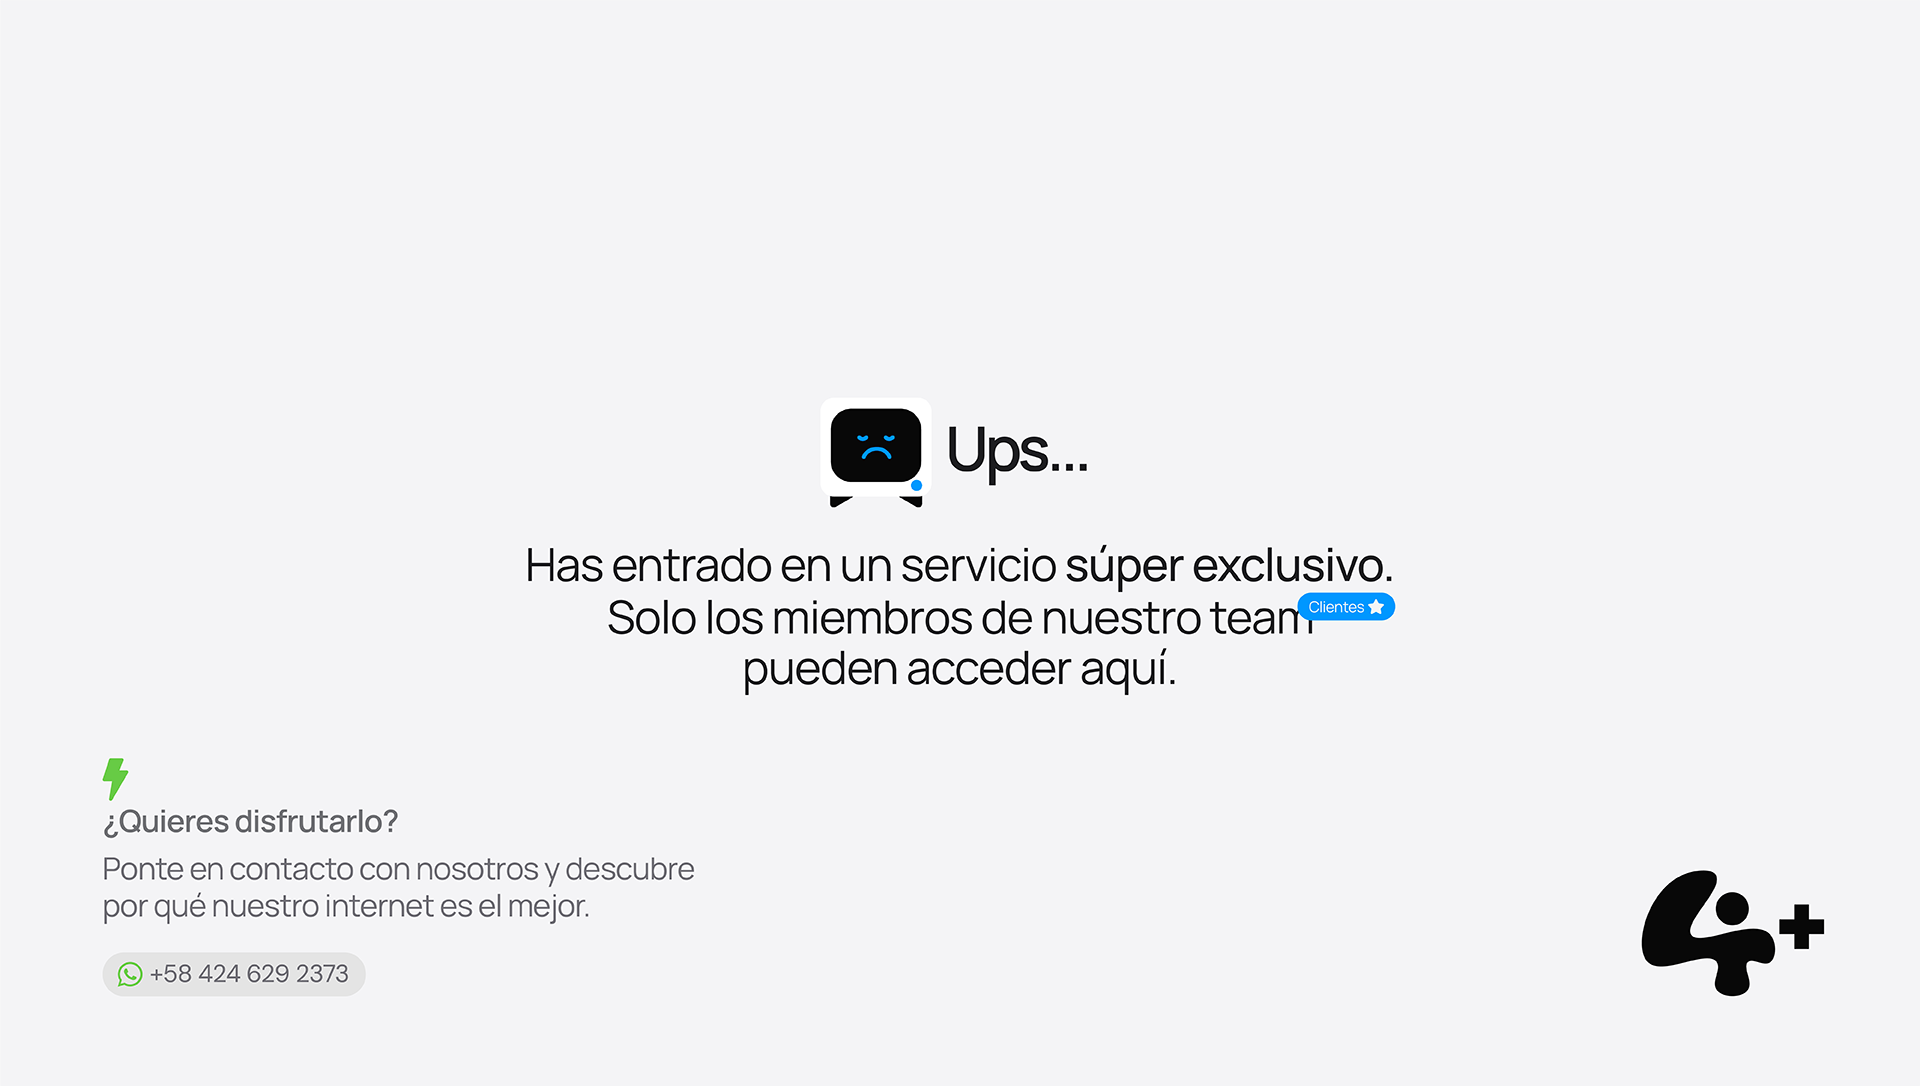 Ups...
Has entrado en un servicio súper exclusivo.
Solo los miembros de nuestro team
Clientes
pueden acceder aquí.
¿Quieres disfrutarlo?
Ponte en contacto con nosotros y descubre
por qué nuestro internet es el mejor.
+58 424 629 2373
4+